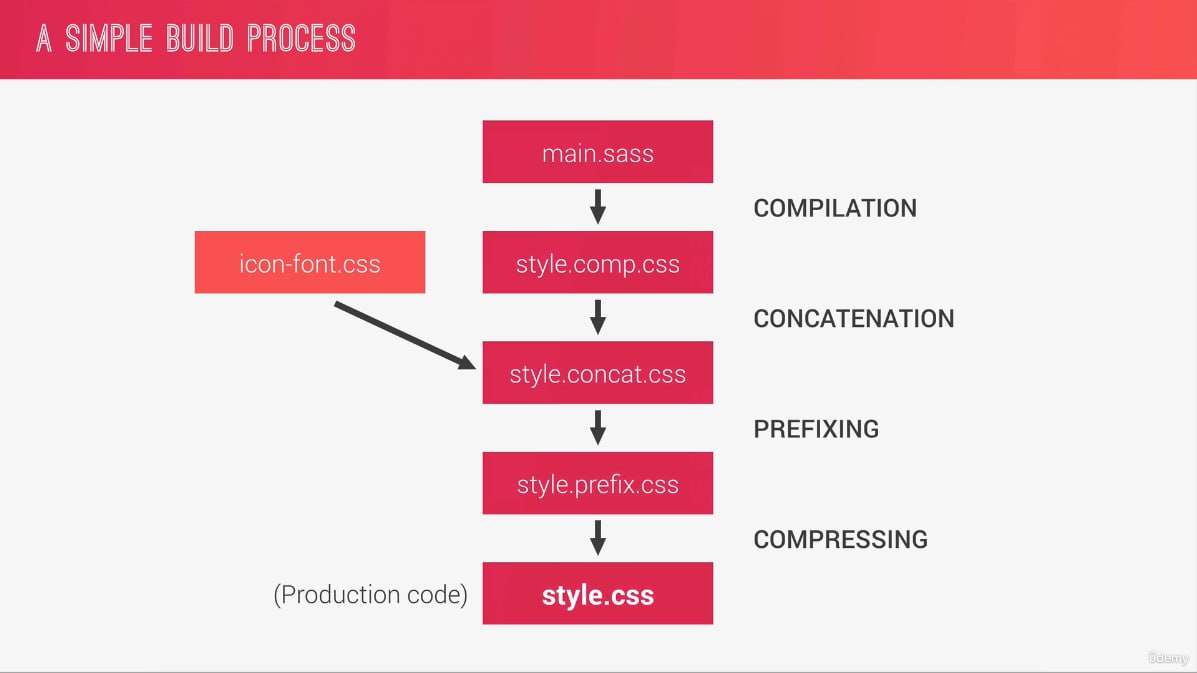 A SIMPLE BUILD PROCESS
main.sass
COMPILATION
icon-font.css
style.comp.css
CONCATENATION
style.concat.css
PREFIXING
style.prefix.css
COMPRESSING
(Production code)
style.css
ûdemy